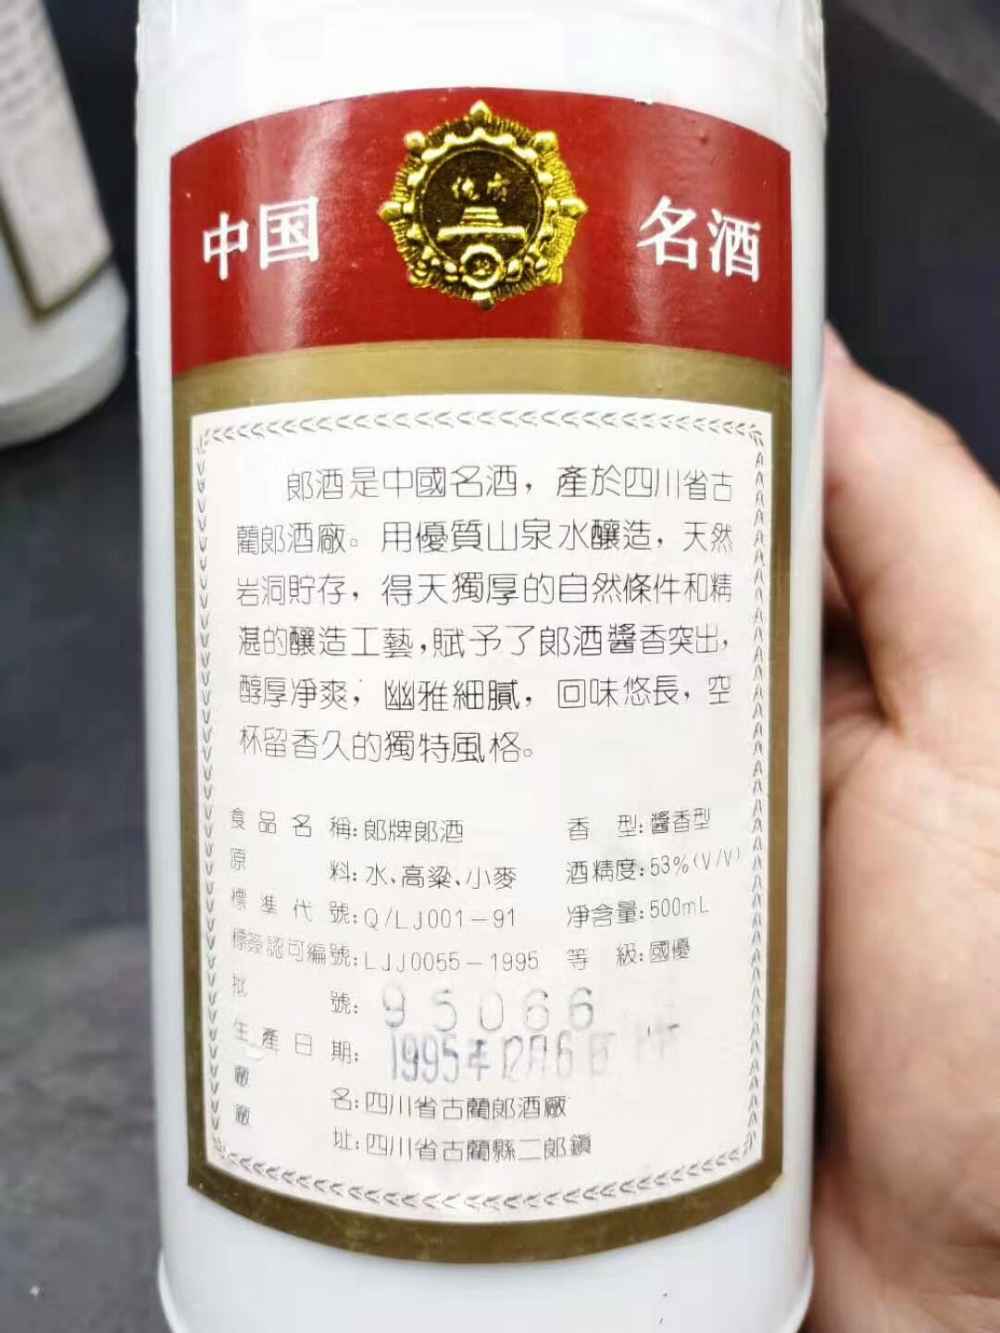 中国 名酒
郎酒是中國名酒，產於四川省古
藺郎酒廠。用優質山泉水釀造，天然
岩洞貯存，得天獨厚的自然條件和精
湛的釀造工藝，賦予了郎酒醬香突出，
醇厚凈爽，幽雅細膩，回味悠長，空
杯留香久的獨特風格。
食品名稱：郎牌郎酒 香型：醬香型
原料：水、高粱、小麥 酒精度：53%(V/V)
標準代號：Q/LJ001－91 凈含量：500mL
標簽認可編號：LJJ0055－1995 等級：國優
批號：95066
生產日期：1995年12月6日
廠名：四川省古藺郎酒廠
廠址：四川省古藺縣二郎鎮